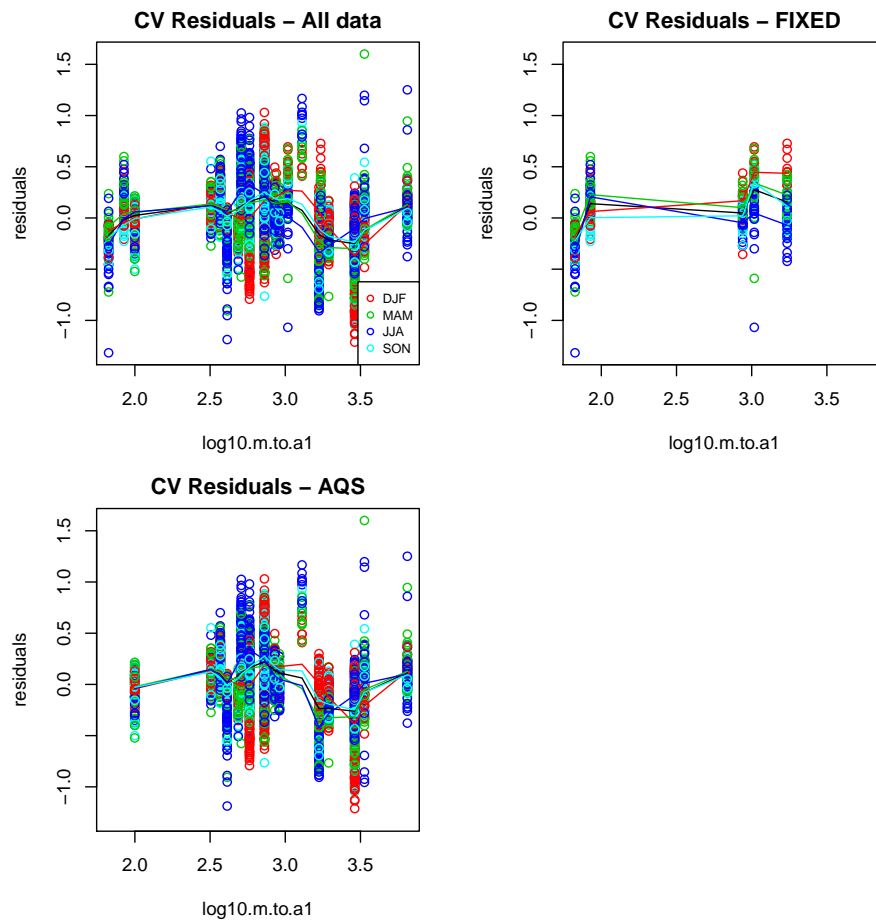 CV Residuals − All data
residuals
1.5
1.0
0.5
0.0
−1.0
DJF
MAM
JJA
SON
2.0 2.5 3.0 3.5
log10.m.to.a1
CV Residuals − FIXED
residuals
1.5
1.0
0.5
0.0
−1.0
2.0 2.5 3.0 3.5
log10.m.to.a1
CV Residuals − AQS
residuals
1.5
1.0
0.5
0.0
−1.0
2.0 2.5 3.0 3.5
log10.m.to.a1